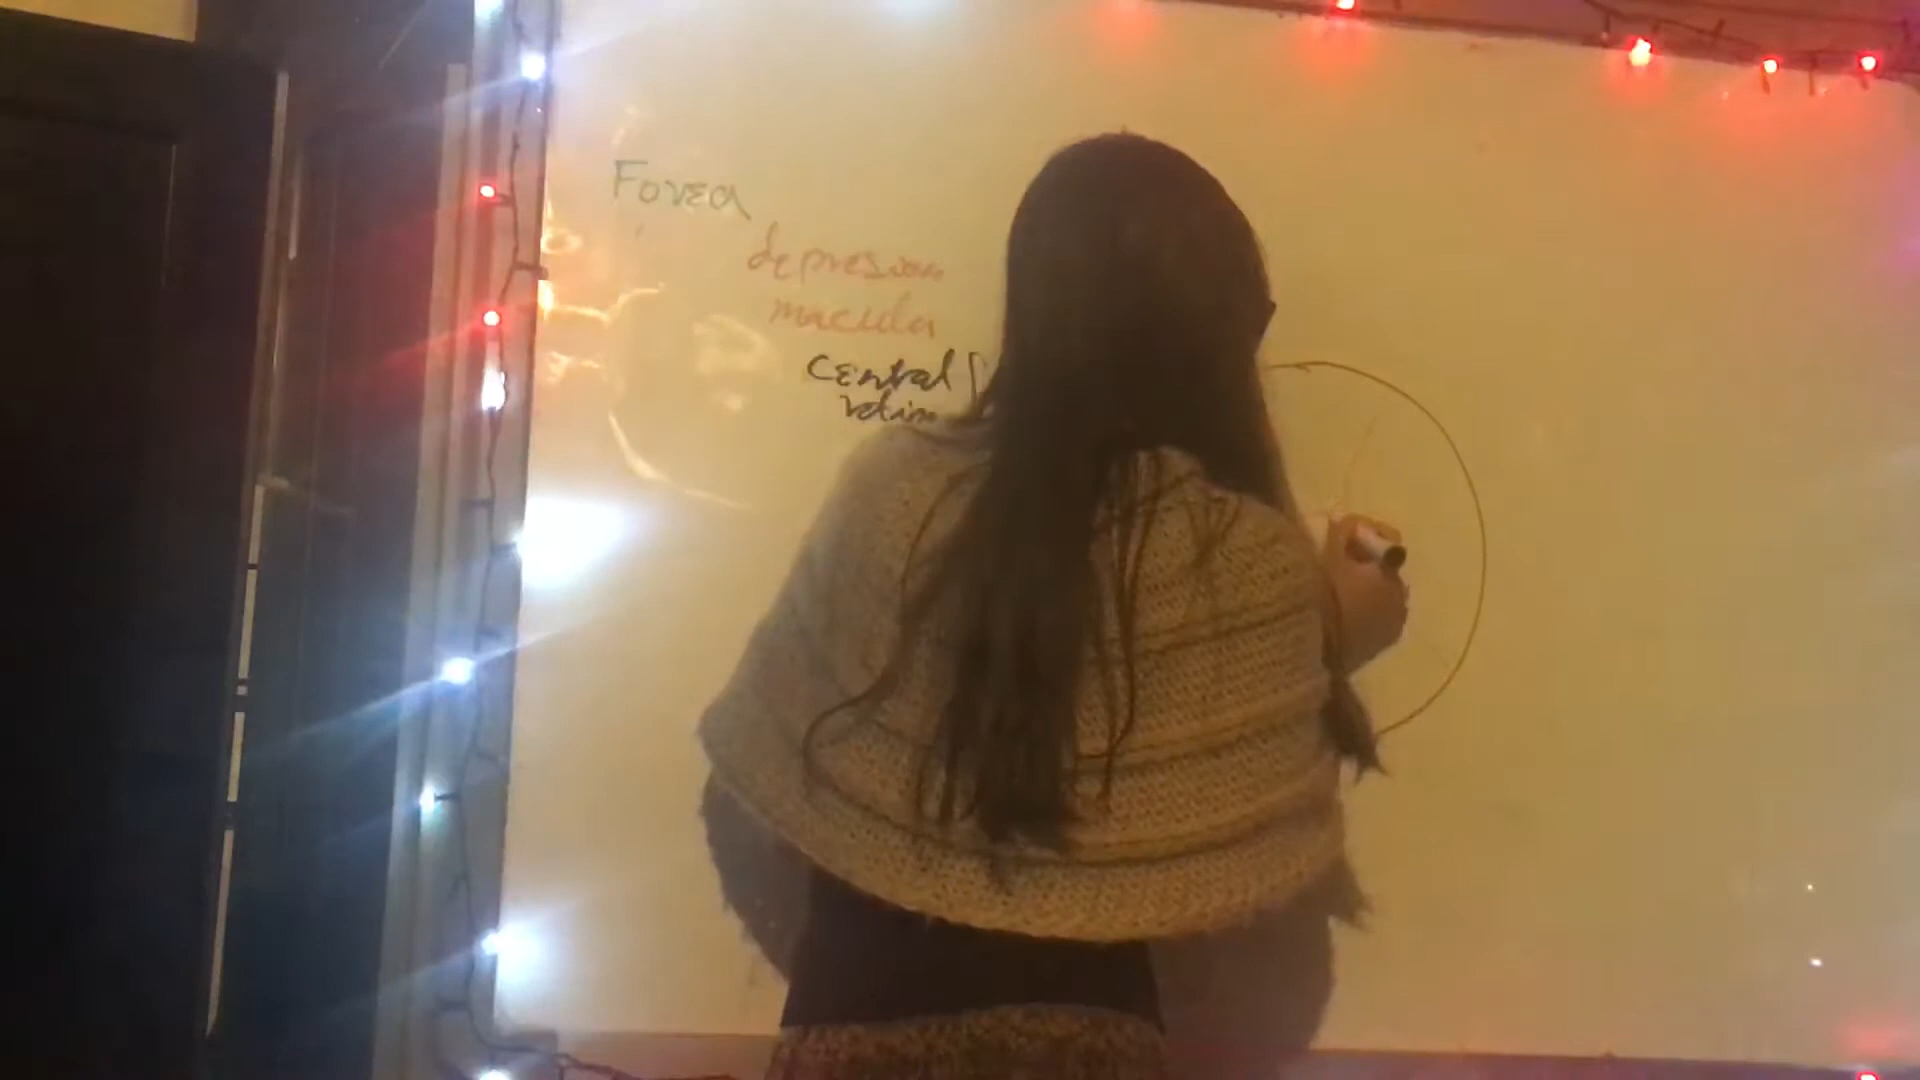 Fovea
depression
macula
central
retina